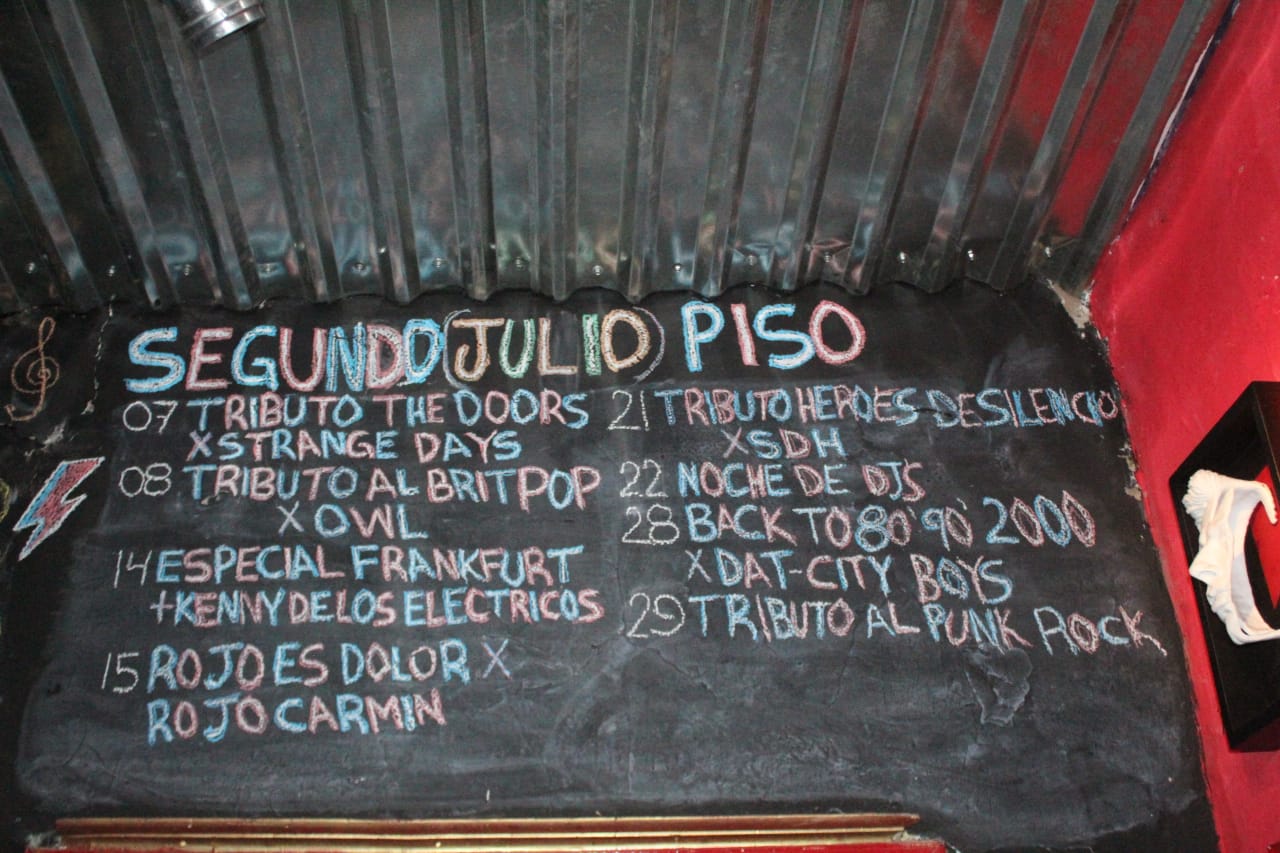 SEGUNDO (JULIO) PISO
07 TRIBUTO THE DOORS
X STRANGE DAYS
08 TRIBUTO AL BRITPOP
X OWL
14 ESPECIAL FRANKFURT
+KENNY DE LOS ELECTRICOS
15 ROJO ES DOLOR X
ROJO CARMIN
21 TRIBUTO HEROES DE SILENCIO
X SDH
22 NOCHE DE DJS
28 BACK TO 80' 90' 2000
X DAT-CITY BOYS
29 TRIBUTO AL PUNK ROCK